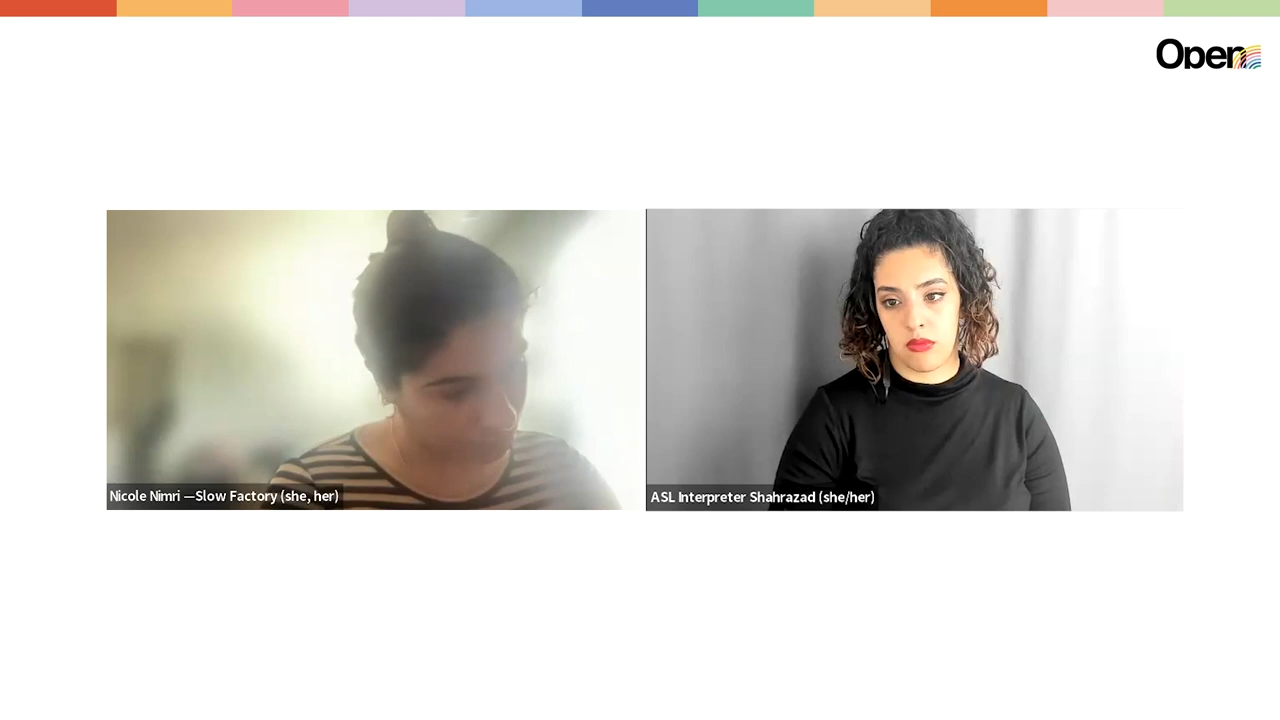 Open
Nicole Nimri —Slow Factory (she, her)
ASL Interpreter Shahrazad (she/her)